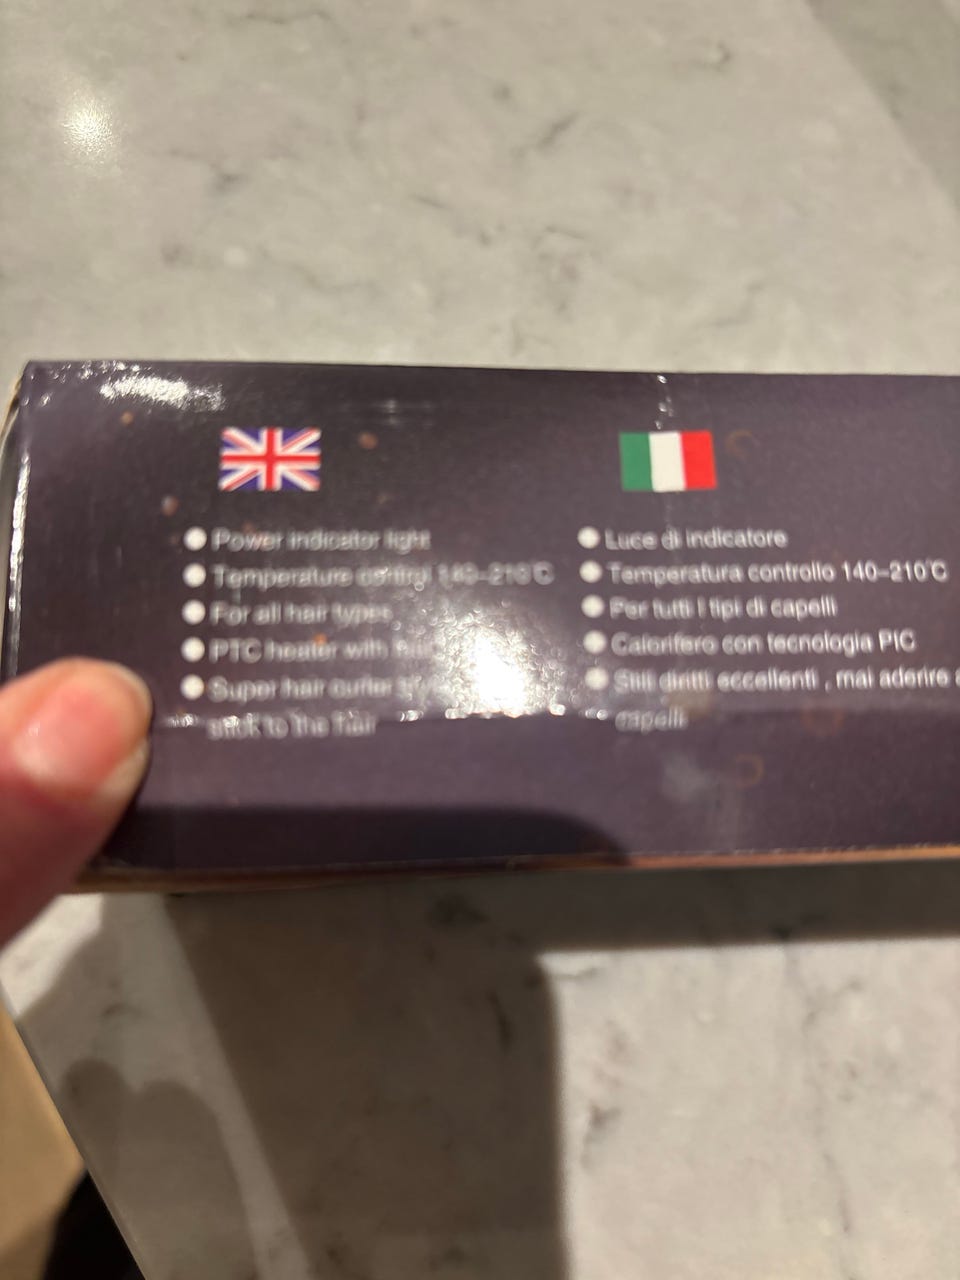 Power indicator light
Temperature control 140-210℃
For all hair types
PTC heater with
Super hair curler
stick to the hair
Luce di indicatore
Temperatura controllo 140-210℃
Per tutti i tipi di capelli
Calorifero con tecnologia PIC
Stili diritti eccellenti , mai aderire
capelli